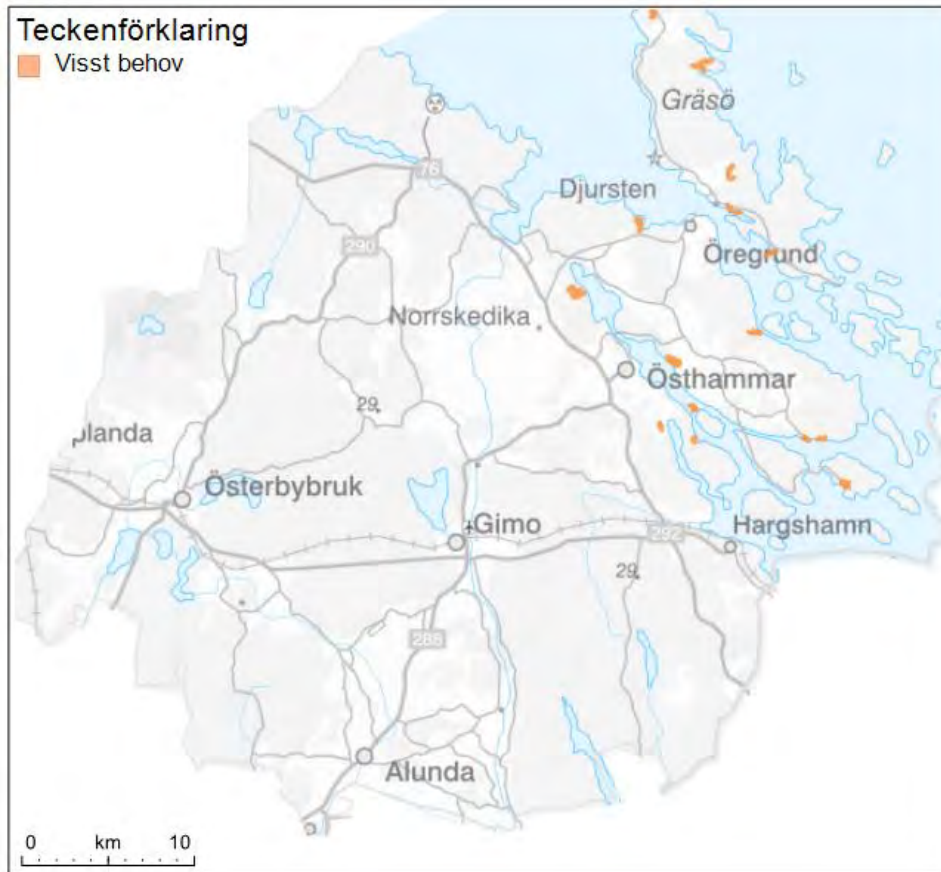 Teckenförklaring
Visst behov
Gräsö
76
Djursten
290
Öregrund
Norrskedika
Östhammar
29
planda
Österbybruk
Gimo
292
Hargshamn
29
288
Alunda
0 km 10